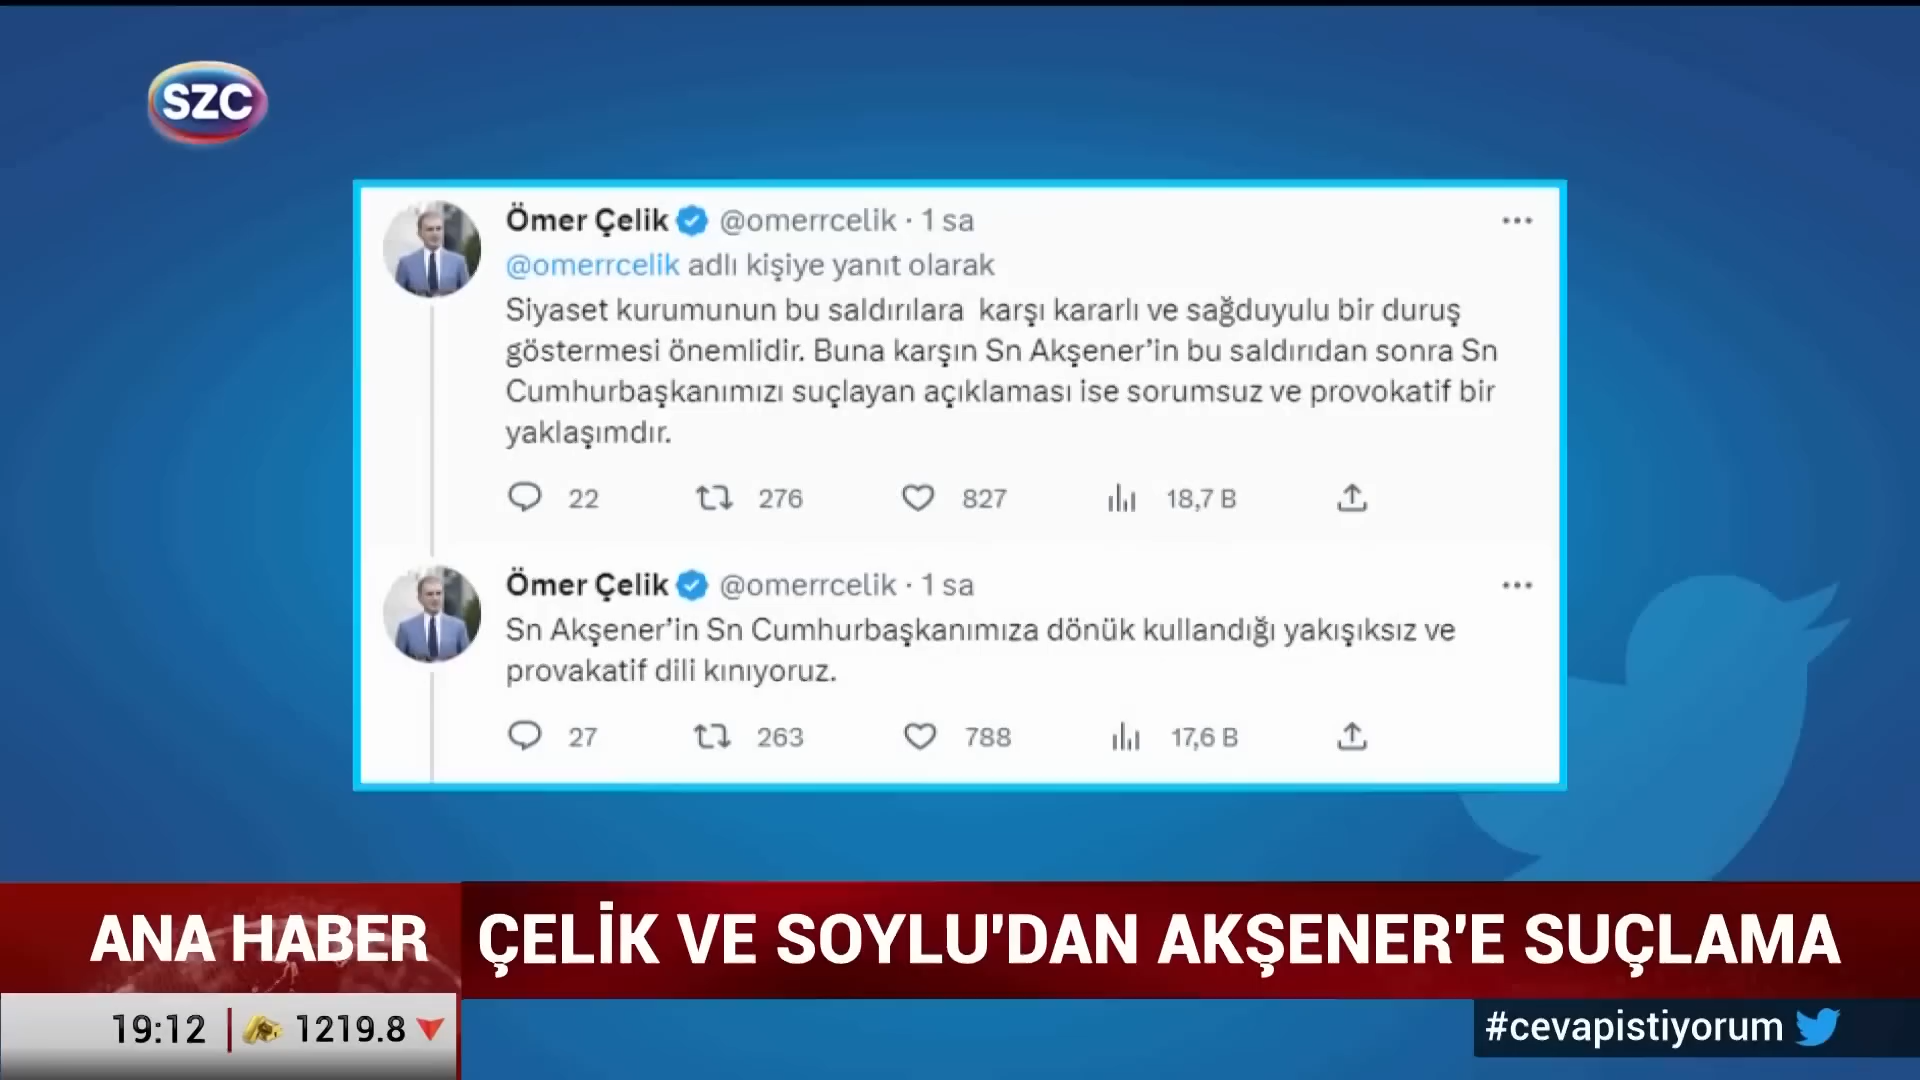 SZC
Ömer Çelik @omerrcelik · 1 sa
@omerrcelik adlı kişiye yanıt olarak
Siyaset kurumunun bu saldırılara  karşı kararlı ve sağduyulu bir duruş
göstermesi önemlidir. Buna karşın Sn Akşener’in bu saldırıdan sonra Sn
Cumhurbaşkanımızı suçlayan açıklaması ise sorumsuz ve provokatif bir
yaklaşımdır.
22 276 827 18,7 B
Ömer Çelik @omerrcelik · 1 sa
Sn Akşener’in Sn Cumhurbaşkanımıza dönük kullandığı yakışıksız ve
provakatif dili kınıyoruz.
27 263 788 17,6 B
ANA HABER
ÇELİK VE SOYLU'DAN AKŞENER'E SUÇLAMA
19:12 1219.8
#cevapistiyorum